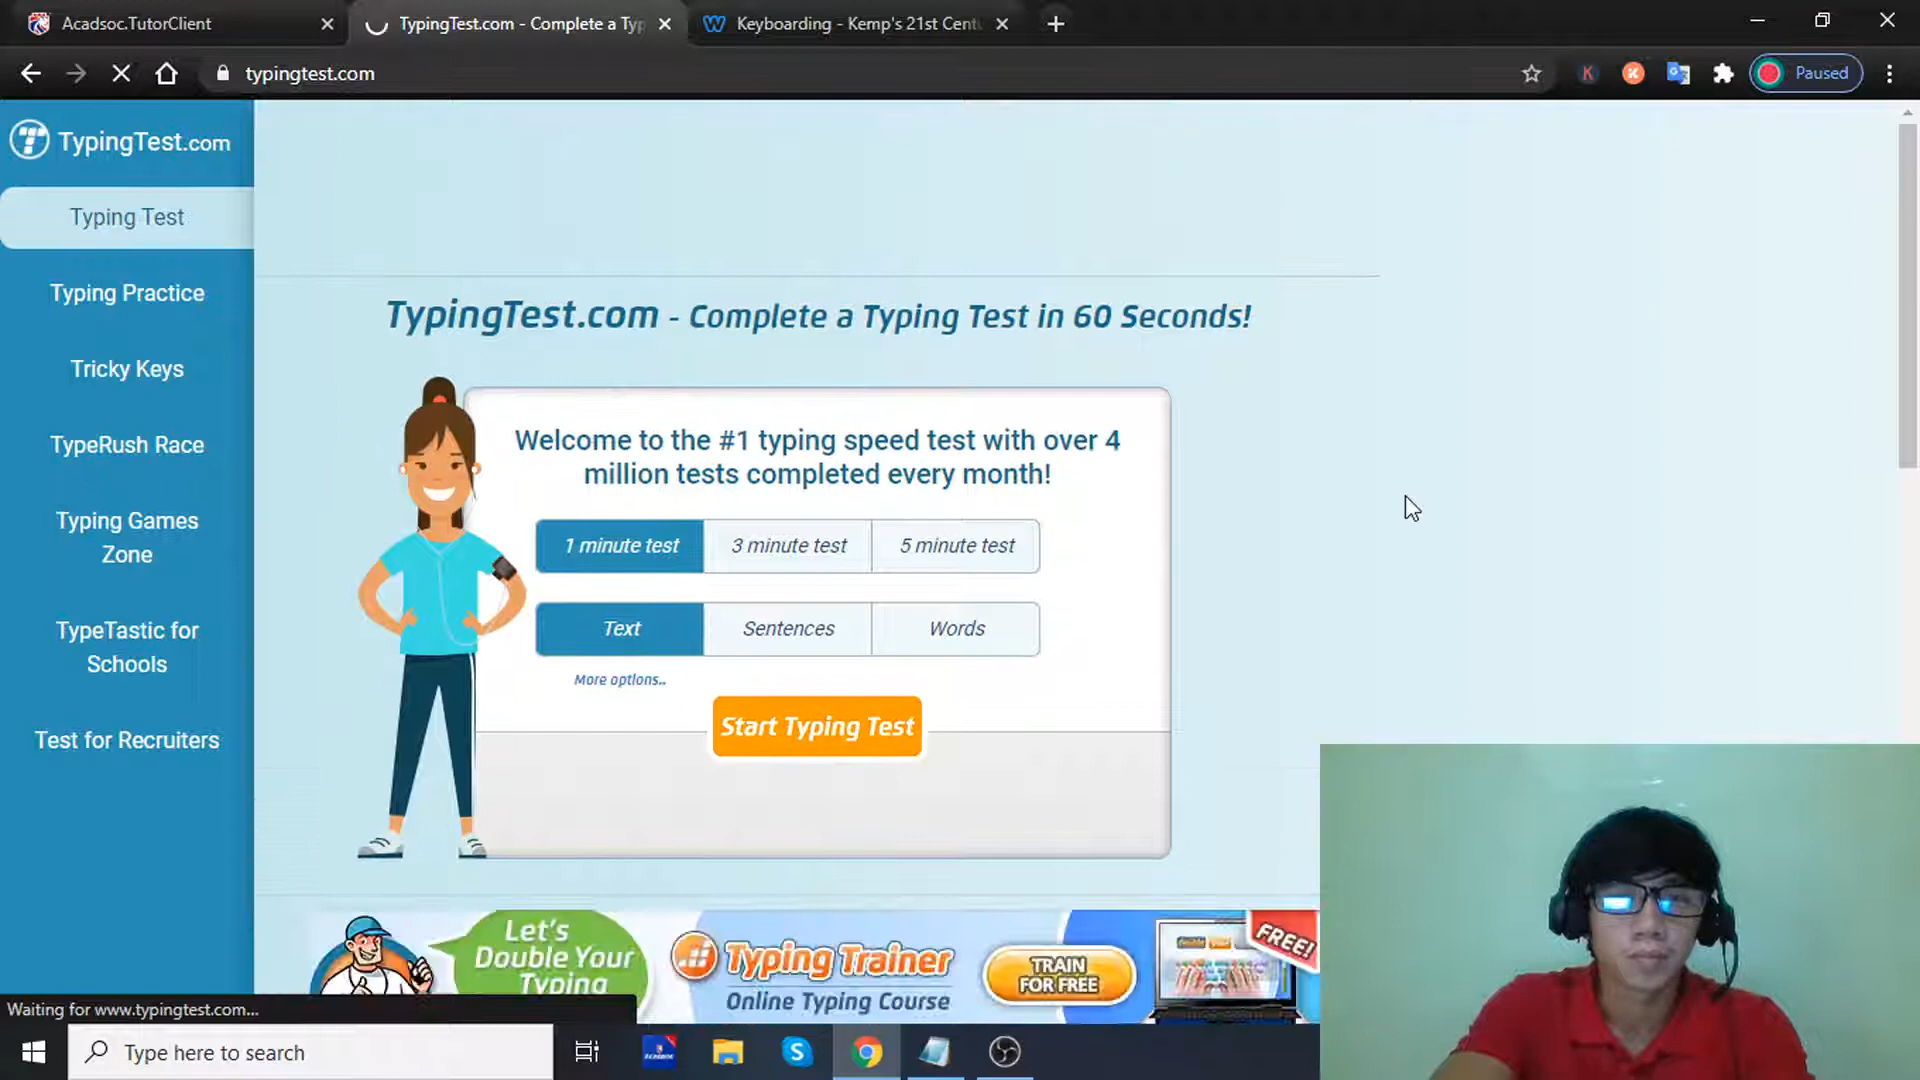 Acadsoc.TutorClient
TypingTest.com - Complete a Typ
Keyboarding - Kemp's 21st Cent
typingtest.com
K
Paused
TypingTest.com
Typing Test
Typing Practice
Tricky Keys
TypeRush Race
Typing Games
Zone
TypeTastic for
Schools
Test for Recruiters
TypingTest.com - Complete a Typing Test in 60 Seconds!
Welcome to the #1 typing speed test with over 4
million tests completed every month!
1 minute test
3 minute test
5 minute test
Text
Sentences
Words
More options..
Start Typing Test
Let's
Double Your
Typing
Typing Trainer
Online Typing Course
TRAIN
FOR FREE
FREE!
Waiting for www.typingtest.com...
Type here to search